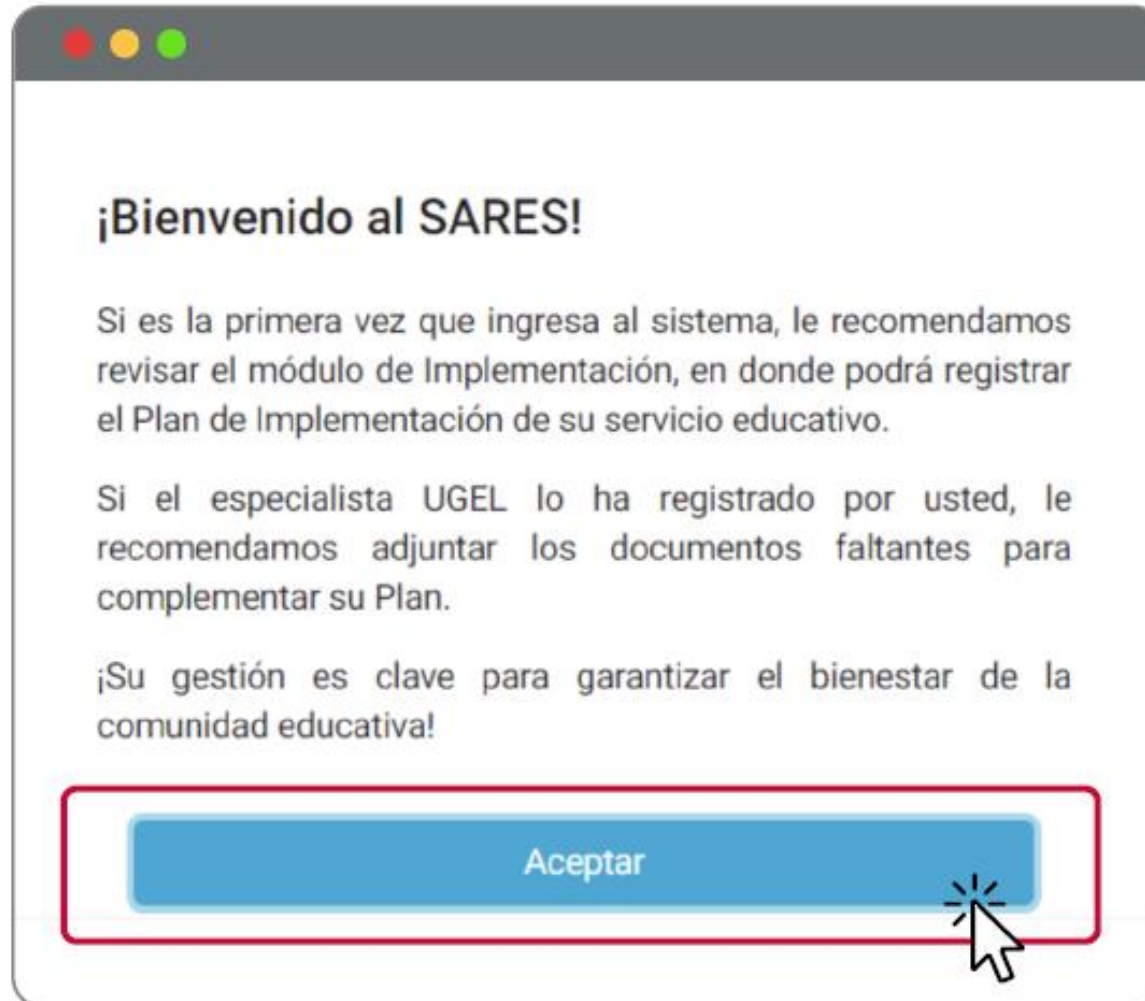 ¡Bienvenido al SARES!
Si es la primera vez que ingresa al sistema, le recomendamos
revisar el módulo de Implementación, en donde podrá registrar
el Plan de Implementación de su servicio educativo.
Si el especialista UGEL lo ha registrado por usted, le
recomendamos adjuntar los documentos faltantes para
complementar su Plan.
¡Su gestión es clave para garantizar el bienestar de la
comunidad educativa!
Aceptar